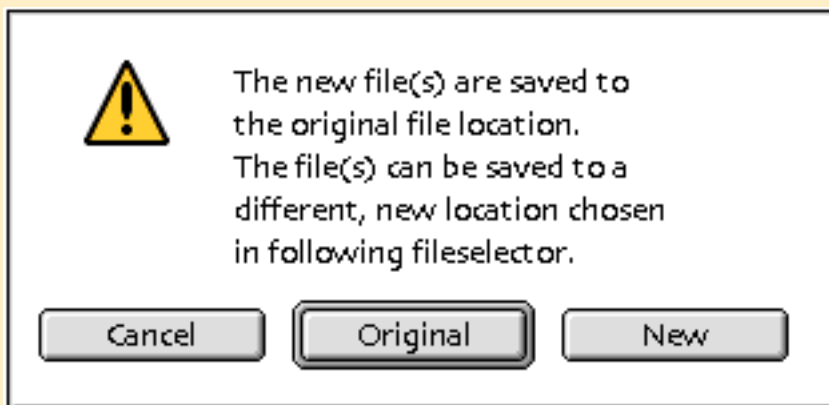 The new file(s) are saved to
the original file location.
The file(s) can be saved to a
different, new location chosen
in following fileselector.
Cancel
Original
New